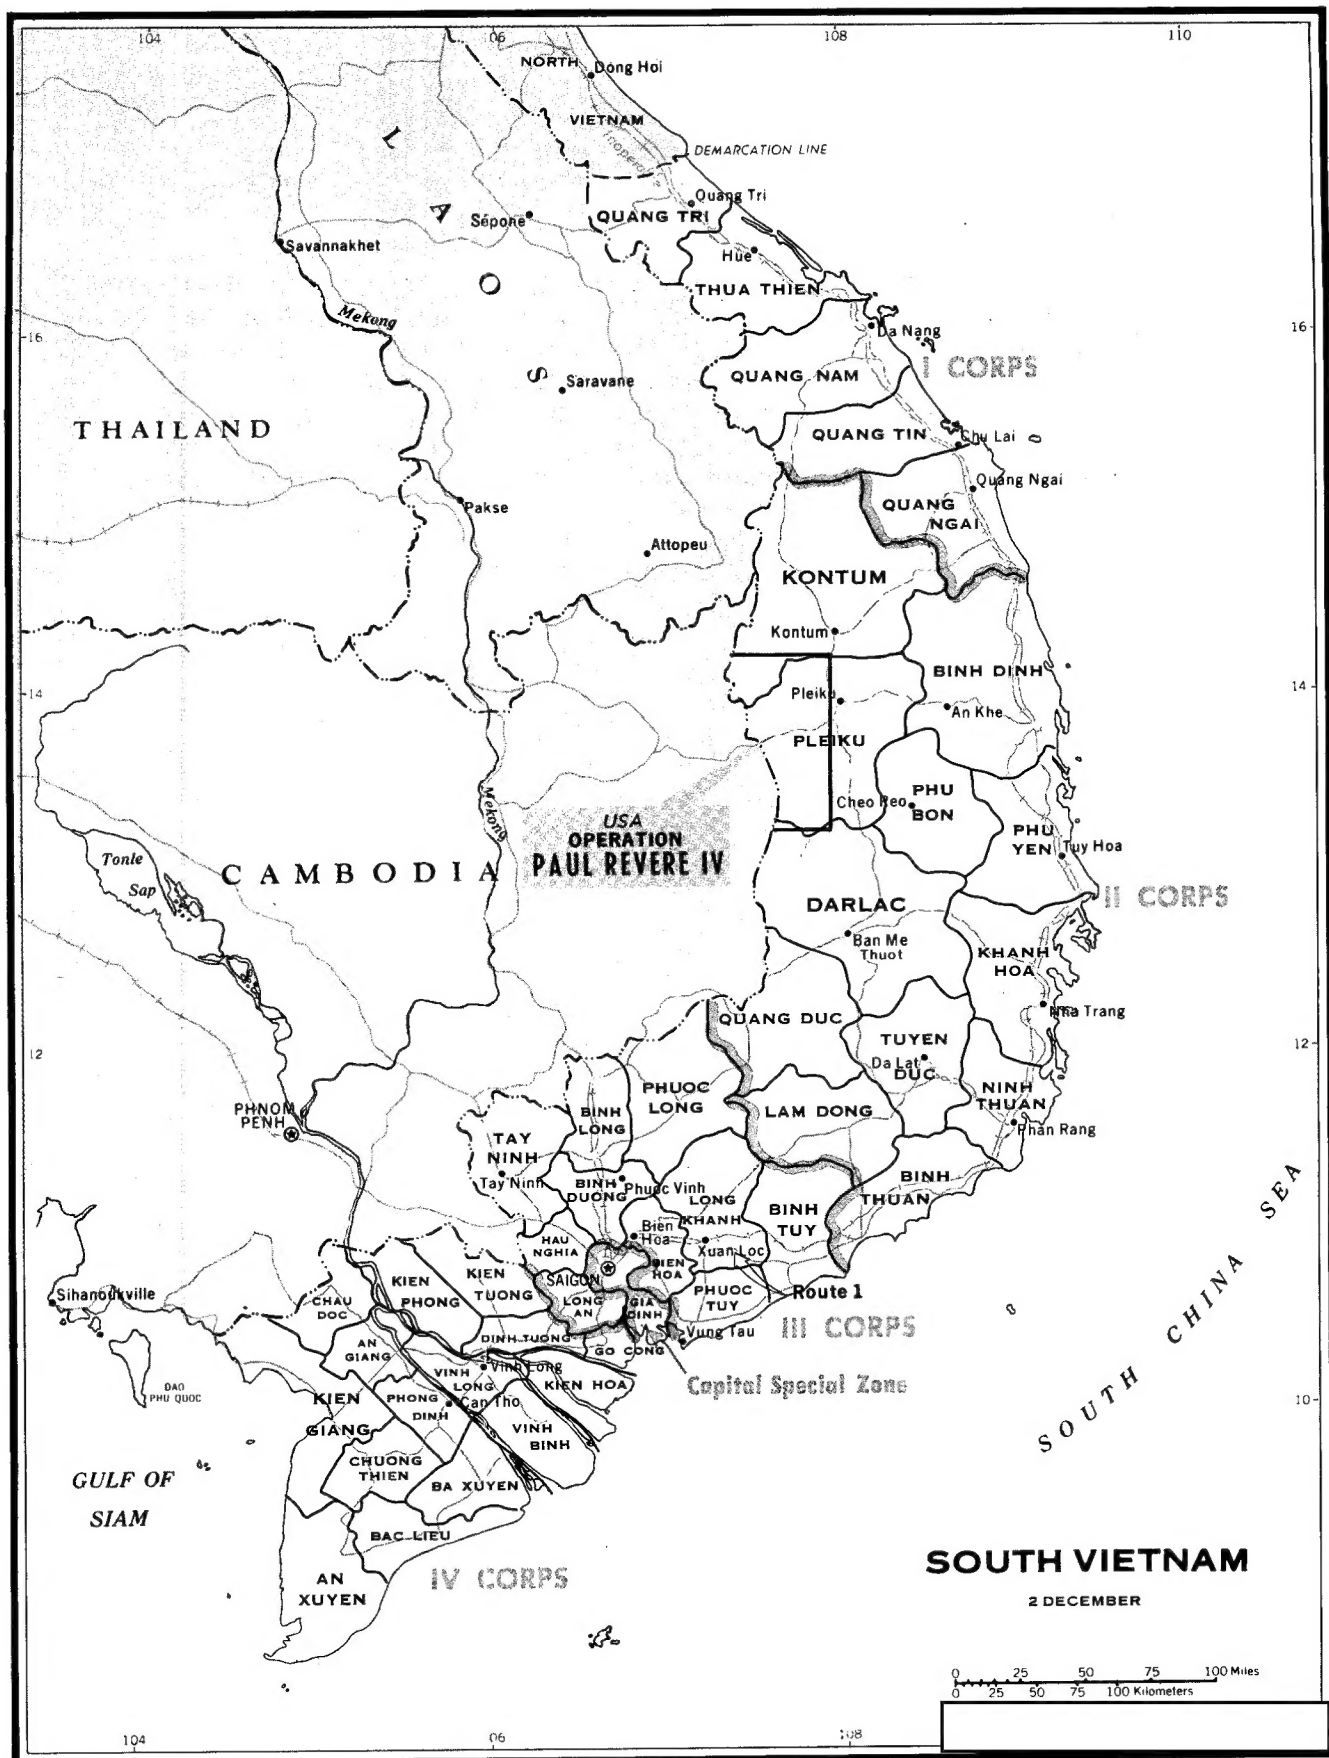 104
06
108
110
NORTH
Dong Hoi
VIETNAM
Inoperable
DEMARCATION LINE
L
A
O
S
Quang Tri
QUANG TRI
Sépone
Savannakhet
Hue
THUA THIEN
Mekong
16
16
Da Nang
I CORPS
QUANG NAM
Saravane
THAILAND
QUANG TIN
Chu Lai
Quang Ngai
QUANG
NGAI
Pakse
Attopeu
KONTUM
Kontum
BINH DINH
14
14
Pleiku
An Khe
PLEIKU
Mekong
PHU
BON
Cheo Reo
USA
OPERATION
PAUL REVERE IV
PHU
YEN
Tuy Hoa
Tonle
Sap
CAMBODIA
II CORPS
DARLAC
Ban Me
Thuot
KHANH
HOA
Nha Trang
QUANG DUC
12
12
TUYEN
DUC
Da Lat
PHUOC
LONG
NINH
THUAN
PHNOM
PENH
BINH
LONG
LAM DONG
Phan Rang
TAY
NINH
Tay Ninh
BINH
DUONG
Phuoc Vinh
LONG
KHANH
BINH
THUAN
BINH
TUY
SOUTH CHINA SEA
HAU
NGHIA
Bien
Hoa
Xuan Loc
BIEN
HOA
KIEN
PHONG
KIEN
TUONG
SAIGON
Sihanoukville
CHAU
DOC
LONG
AN
GIA
DINH
PHUOC
TUY
Route 1
III CORPS
Vung Tau
DINH TUONG
GO CONG
AN
GIANG
Capital Special Zone
VINH
LONG
Vinh Long
KIEN HOA
DAO
PHU QUOC
KIEN
GIANG
PHONG
DINH
Can Tho
VINH
BINH
10
CHUONG
THIEN
GULF OF
SIAM
BA XUYEN
BAC LIEU
AN
XUYEN
IV CORPS
SOUTH VIETNAM
2 DECEMBER
0 25 50 75 100 Miles
0 25 50 75 100 Kilometers
104
06
108